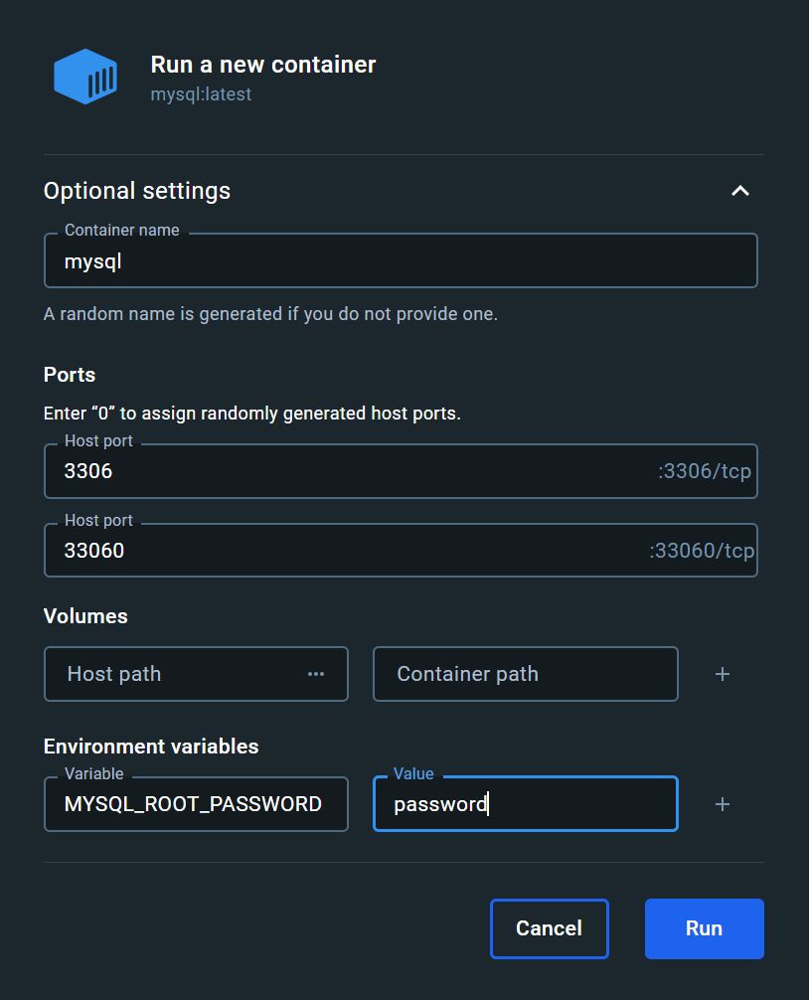 Run a new container
mysql:latest
Optional settings
Container name
mysql
A random name is generated if you do not provide one.
Ports
Enter “0” to assign randomly generated host ports.
Host port
3306 :3306/tcp
Host port
33060 :33060/tcp
Volumes
Host path ··· Container path +
Environment variables
Variable Value
MYSQL_ROOT_PASSWORD password +
Cancel Run